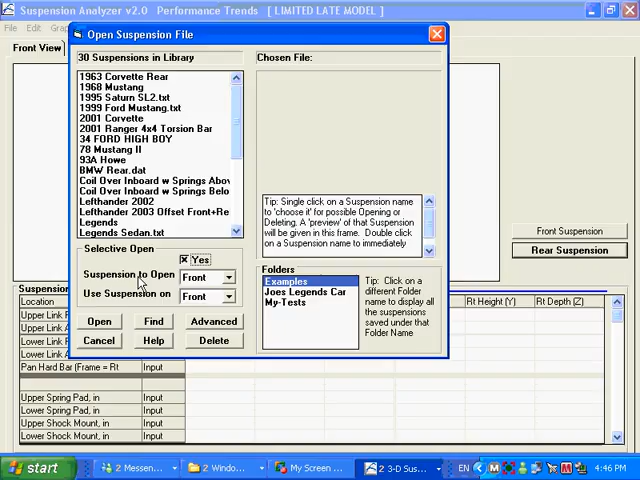 Suspension Analyzer v2.0 Performance Trends [ LIMITED LATE MODEL ]
File Edit
Front View
Open Suspension File
30 Suspensions in Library
1963 Corvette Rear
1968 Mustang
1995 Saturn SL2.txt
1999 Ford Mustang.txt
2001 Corvette
2001 Ranger 4x4 Torsion Bar
34 FORD HIGH BOY
78 Mustang II
93A Howe
BMW Rear.dat
Coil Over Inboard w Springs Abov
Coil Over Inboard w Springs Belo
Lefthander 2002
Lefthander 2003 Offset Front+Re
Legends
Legends Sedan.txt
Chosen File:
Tip: Single click on a Suspension name
to 'choose it' for possible Opening or
Deleting. A 'preview' of that Suspension
will be given in this frame. Double click
on a Suspension name to immediately
Selective Open
Yes
Suspension to Open Front
Use Suspension on Front
Open Find Advanced
Cancel Help Delete
Folders
Examples
Joes Legends Car
My-Tests
Tip: Click on a
different Folder
name to display all
the suspensions
saved under that
Folder Name
Front Suspension
Rear Suspension
Location
Rt Height (Y) Rt Depth (Z)
Upper Link F
Upper Link
Lower Link F
Lower Link
Pan Hard Bar (Frame = Rt Input
Upper Spring Pad, in Input
Lower Spring Pad, in Input
Upper Shock Mount, in Input
Lower Shock Mount, in Input
start 2 Messen... 2 Windo... My Screen ... 2 3-D Sus... EN 4:46 PM